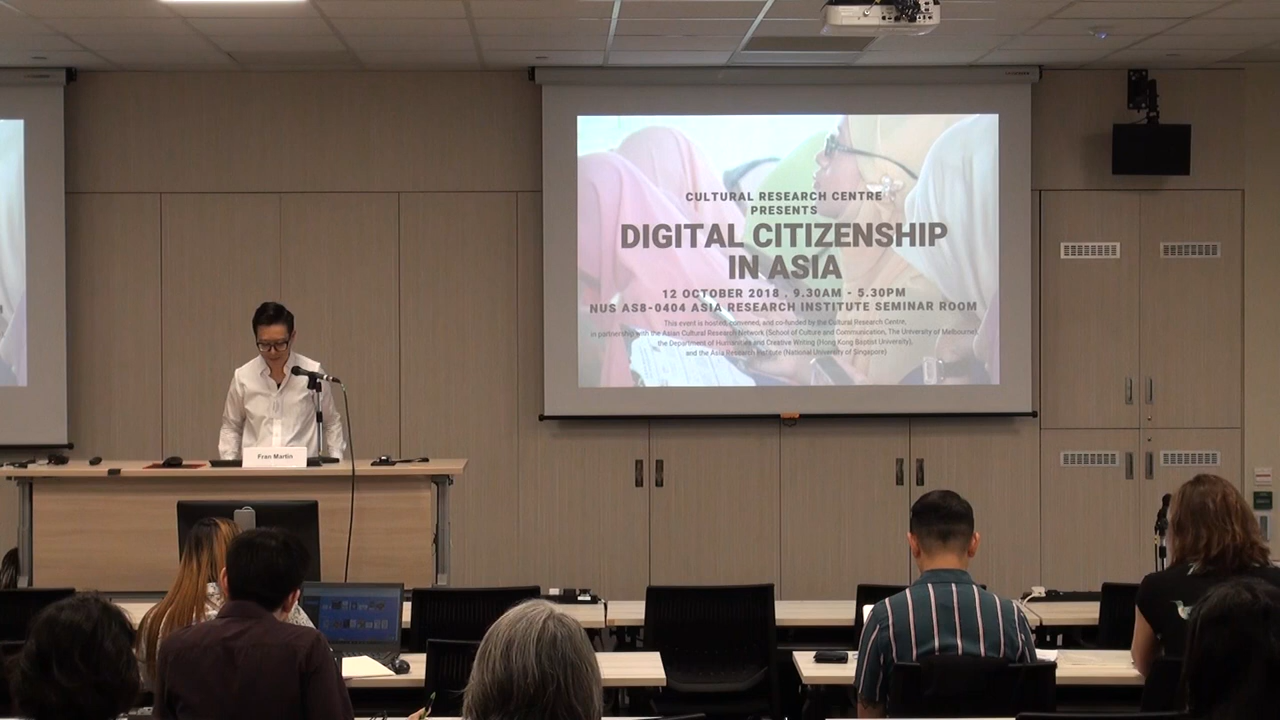 CULTURAL RESEARCH CENTRE
PRESENTS
DIGITAL CITIZENSHIP
IN ASIA
12 OCTOBER 2018 . 9.30AM - 5.30PM
NUS AS8-0404 ASIA RESEARCH INSTITUTE SEMINAR ROOM
This event is hosted, convened, and co-funded by the Cultural Research Centre,
in partnership with the Asian Cultural Research Network (School of Culture and Communication, The University of Melbourne),
the Department of Humanities and Creative Writing (Hong Kong Baptist University),
and the Asia Research Institute (National University of Singapore)
Fran Martin